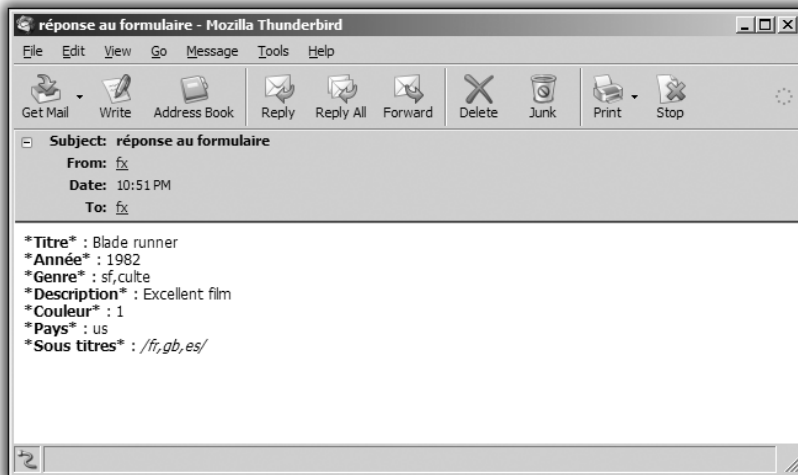 réponse au formulaire - Mozilla Thunderbird
File Edit View Go Message Tools Help
Get Mail Write Address Book Reply Reply All Forward Delete Junk Print Stop
Subject: réponse au formulaire
From: fx
Date: 10:51 PM
To: fx
*Titre* : Blade runner
*Année* : 1982
*Genre* : sf,culte
*Description* : Excellent film
*Couleur* : 1
*Pays* : us
*Sous titres* : /fr,gb,es/